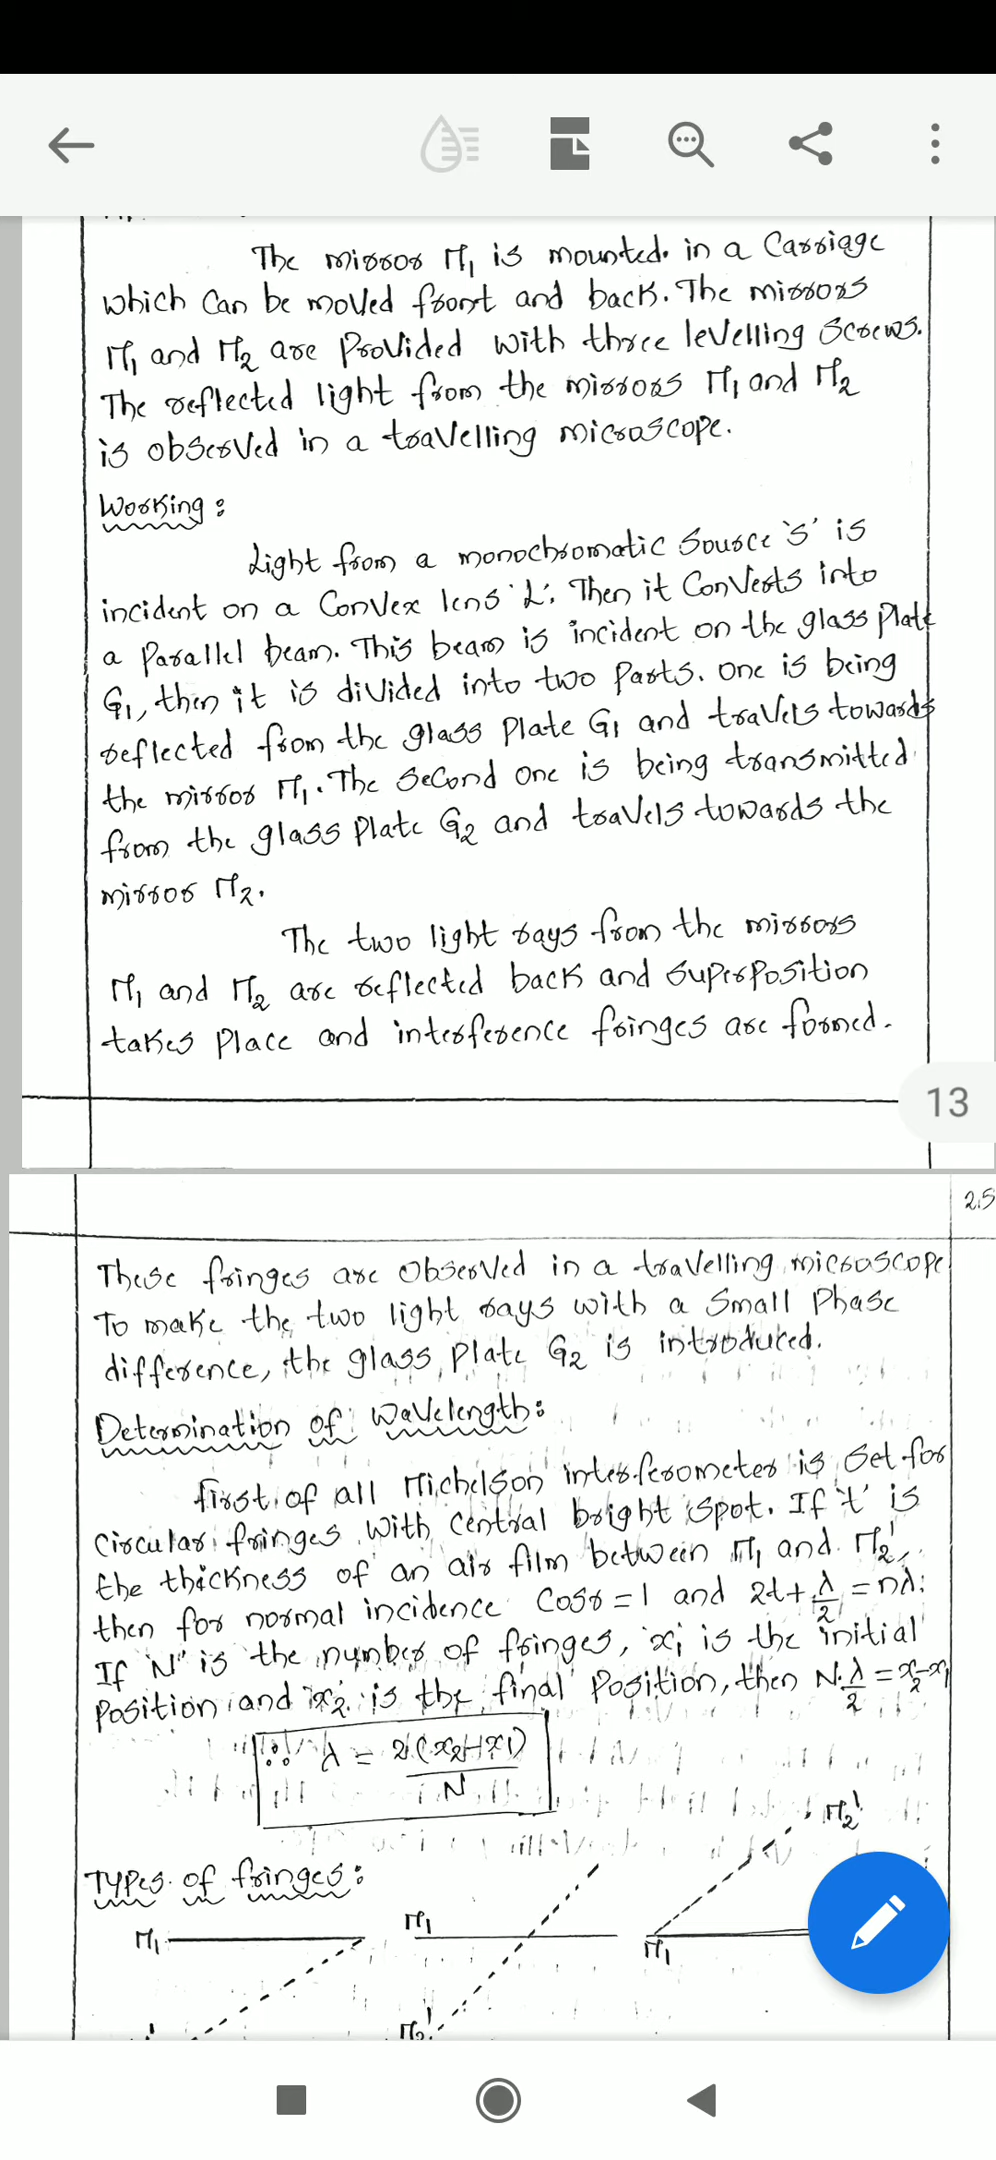 The mirror M1 is mounted. in a Carriage
which can be moved front and back. The mirrors
M1 and M2 are Provided with three levelling Screws.
The reflected light from the mirrors M1 and M2
is observed in a travelling microscope.
Working:
Light from a monochromatic Source 'S' is
incident on a Convex lens 'L'. Then it Converts into
a Parallel beam. This beam is incident on the glass Plate
G1, then it is divided into two Parts. One is being
reflected from the glass Plate G1 and travels towards
the mirror M1. The Second one is being transmitted
from the glass Plate G2 and travels towards the
mirror M2.
The two light rays from the mirrors
M1 and M2 are reflected back and Superposition
takes Place and interference fringes are formed.
13
2.5
These fringes are observed in a travelling microscope
To make the two light rays with a Small Phase
difference, the glass Plate G2 is introduced.
Determination of Wavelength:
first of all Michelson interferometer is Set for
Circular fringes with Central bright spot. If 't' is
the thickness of an air film between M1 and M2',
then for normal incidence Cosr = 1 and 2t + λ/2 = nλ.
If 'N' is the number of fringes, x1 is the initial
Position and x2 is the final Position, then N.λ/2 = x2-x1
∴ λ = 2(x2-x1)/N
Types of fringes:
M2'
M1
M1
M1
M2'